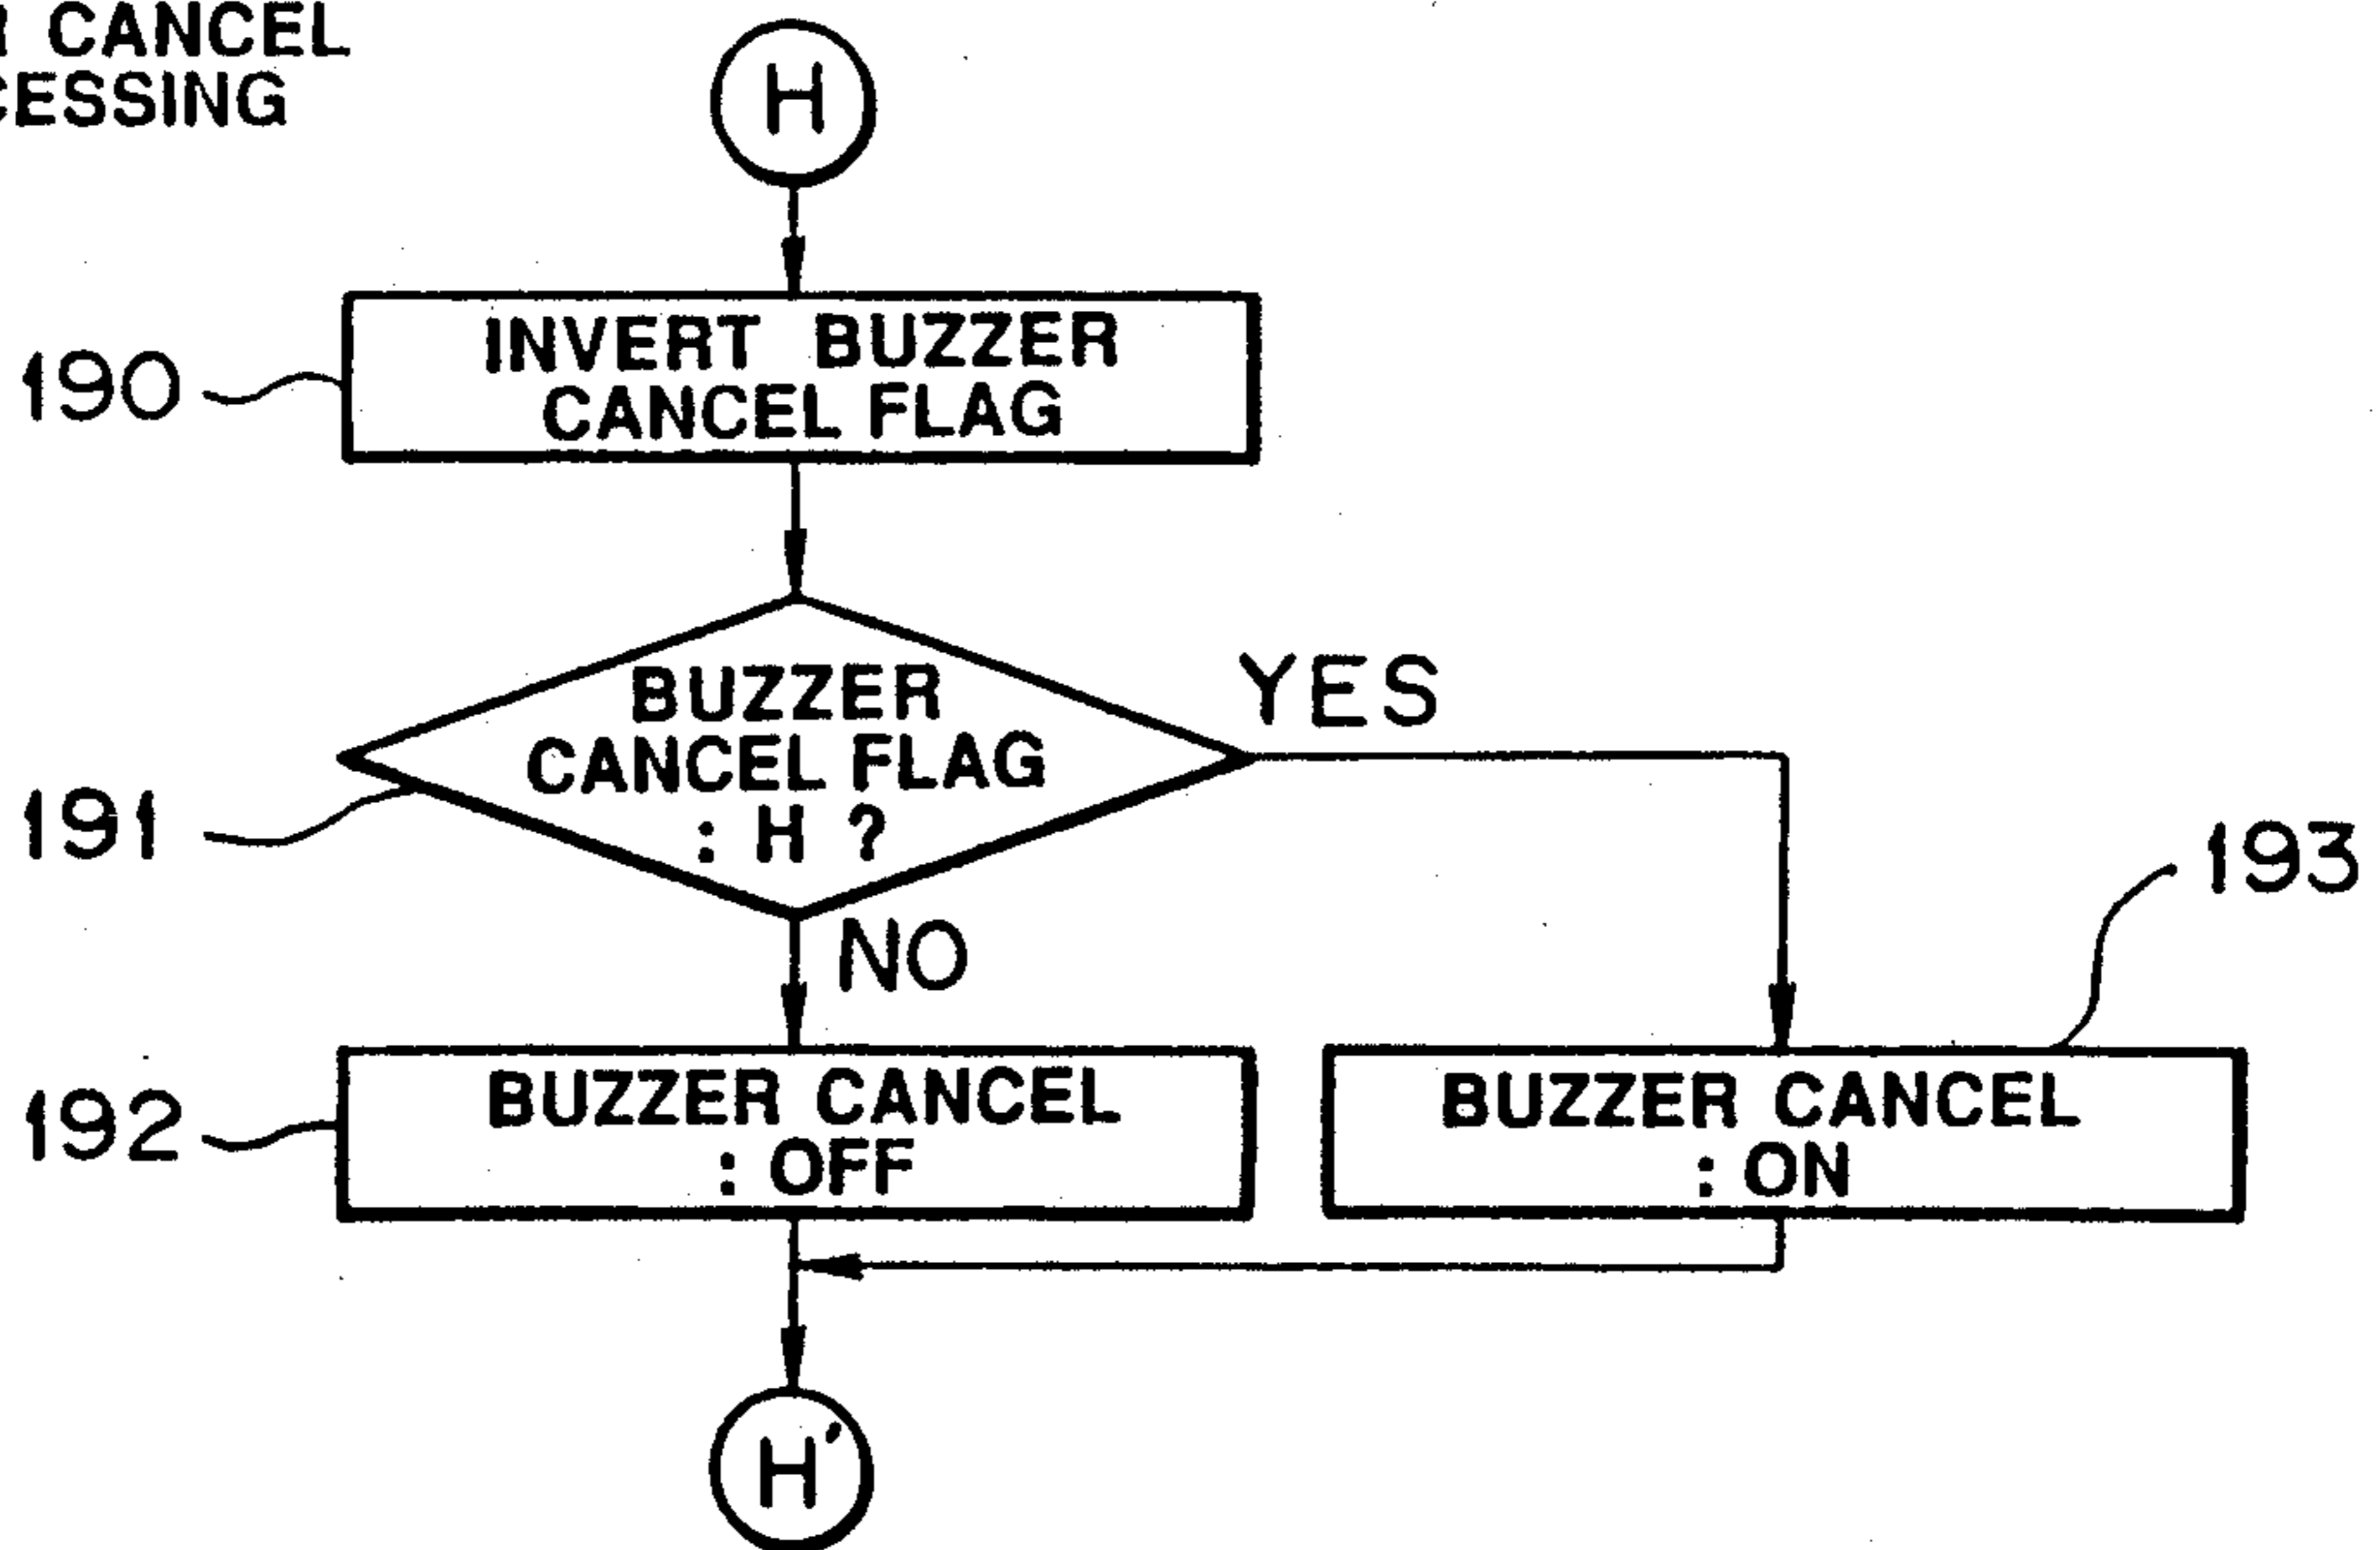 CANCEL
H
INVERT BUZZER
CANCEL FLAG
190
BUZZER
CANCEL FLAG
: H ?
YES
191
193
NO
BUZZER CANCEL
: OFF
192
BUZZER CANCEL
: ON
H'